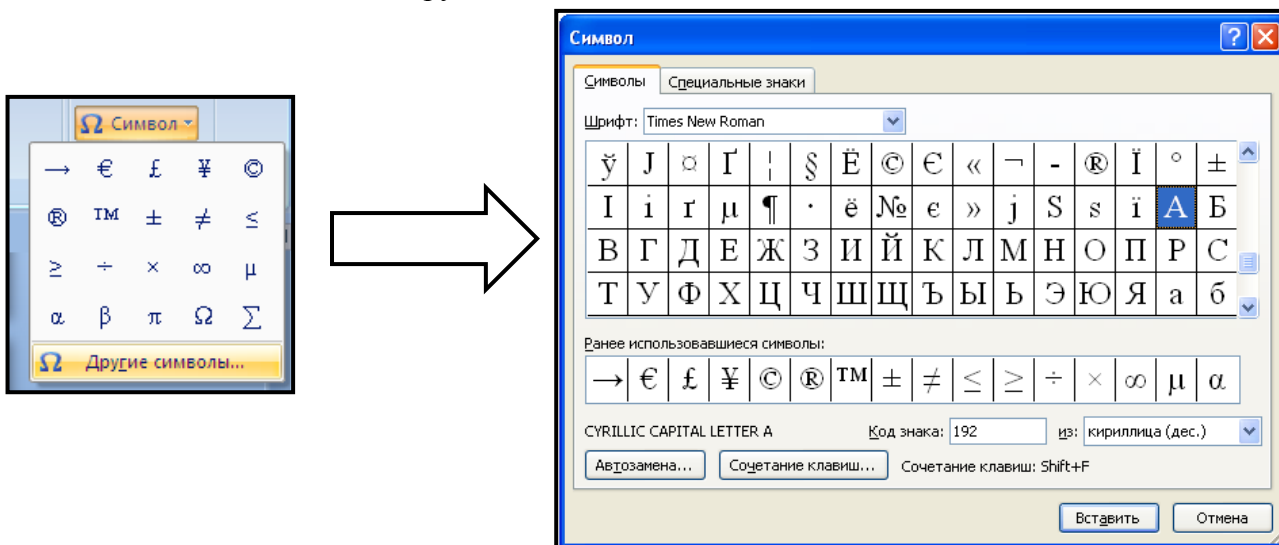 Символ
→ € £ ¥ ©
® ™ ± ≠ ≤
≥ ÷ × ∞ µ
α β π Ω ∑
Ω Другие символы...
Символ
Символы Специальные знаки
Шрифт: Times New Roman
ў Ј ¤ Ґ ¦ § Ё © Є « ¬ - ® Ї ° ±
І і ґ µ ¶ · ё № є » ј Ѕ ѕ ї А Б
В Г Д Е Ж З И Й К Л М Н О П Р С
Т У Ф Х Ц Ч Ш Щ Ъ Ы Ь Э Ю Я а б
Ранее использовавшиеся символы:
→ € £ ¥ © ® ™ ± ≠ ≤ ≥ ÷ × ∞ µ α
CYRILLIC CAPITAL LETTER A Код знака: 192 из: кириллица (дес.)
Автозамена... Сочетание клавиш... Сочетание клавиш: Shift+F
Вставить Отмена